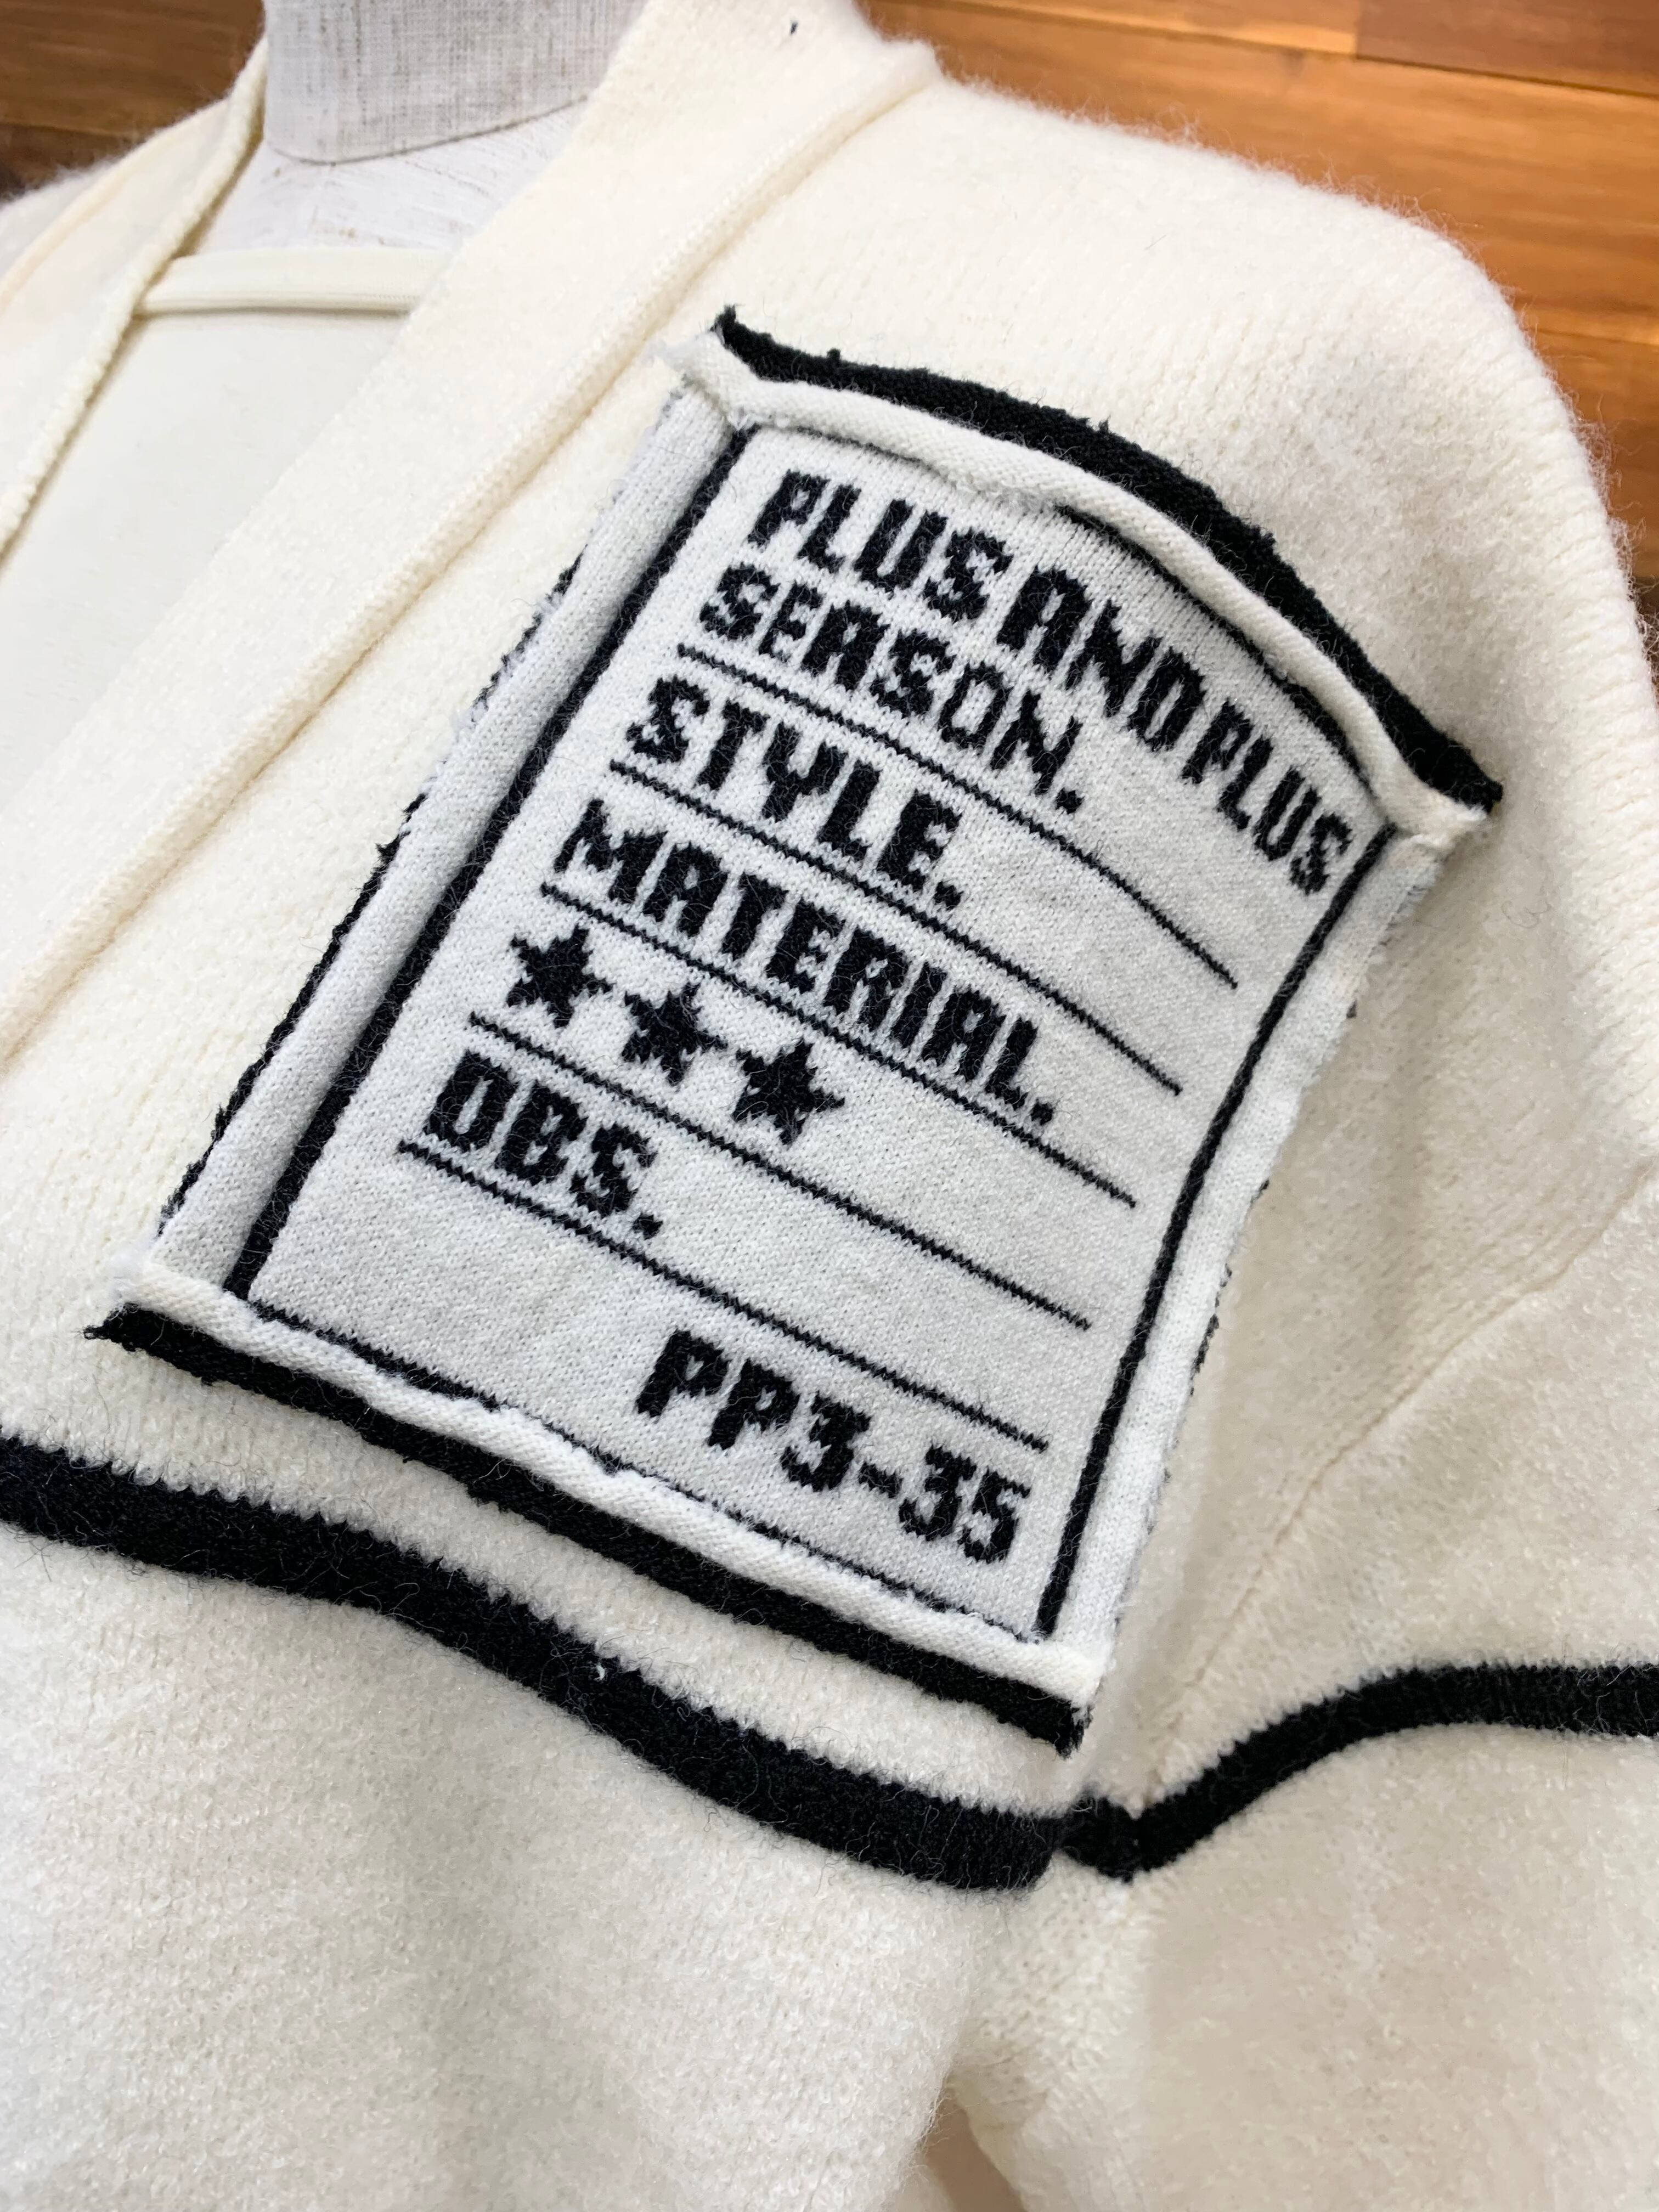 PLUS AND PLUS
SEASON.
STYLE.
MATERIAL.
★★★
OBS.
PP3-35